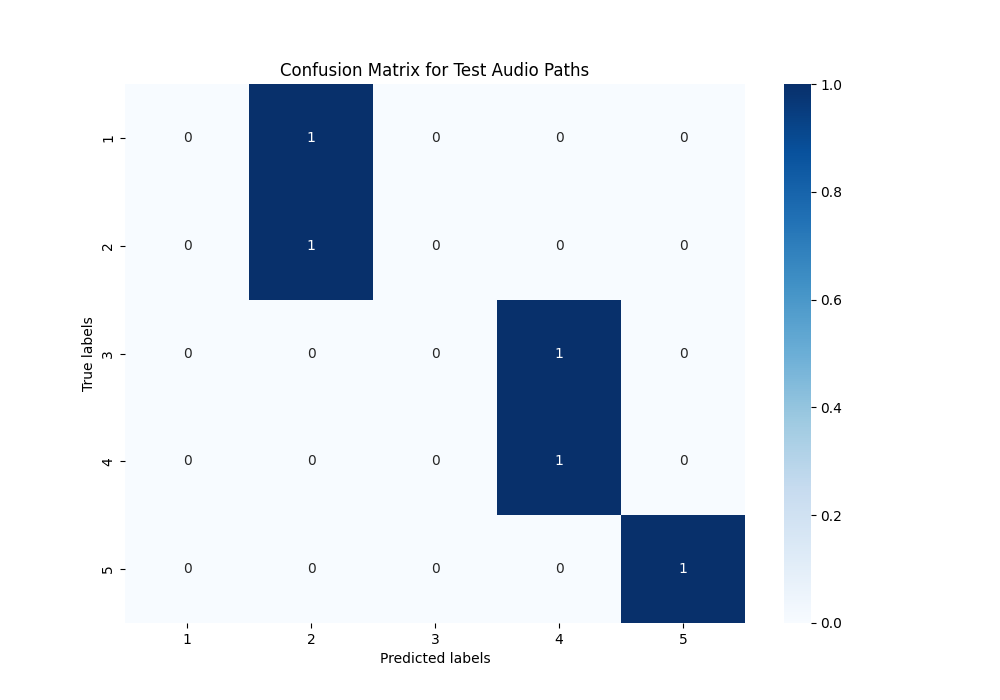 Confusion Matrix for Test Audio Paths
True labels
1 0 1 0 0 0
2 0 1 0 0 0
3 0 0 0 1 0
4 0 0 0 1 0
5 0 0 0 0 1
1 2 3 4 5
Predicted labels
1.0
0.8
0.6
0.4
0.2
0.0